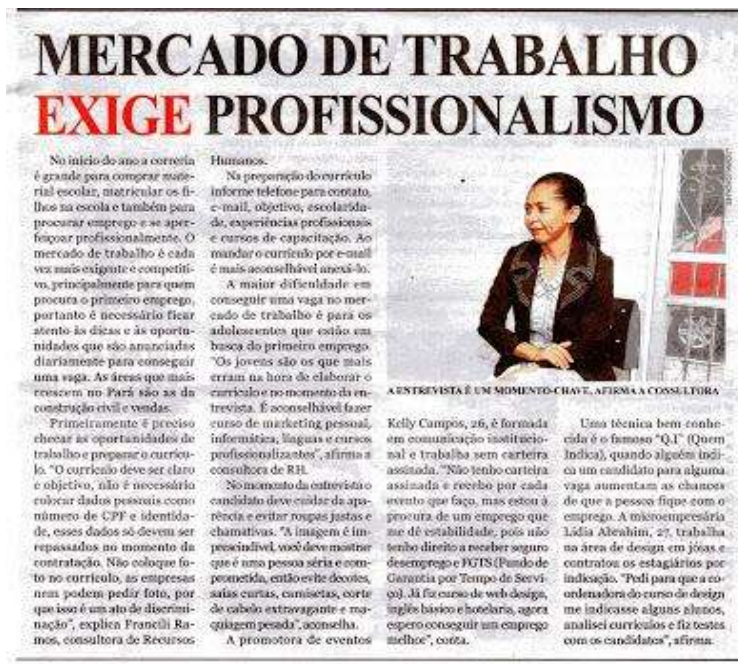 MERCADO DE TRABALHO
EXIGE PROFISSIONALISMO
No início do ano a correria
é grande para comprar mate-
rial escolar, matricular os fi-
lhos na escola e também para
procurar emprego e se aper-
feiçoar profissionalmente. O
mercado de trabalho é cada
vez mais exigente e competiti-
vo, principalmente para quem
procura o primeiro emprego,
portanto é necessário ficar
atento às dicas e às oportu-
nidades que são anunciadas
diariamente para conseguir
uma vaga. As áreas que mais
crescem no Pará são as da
construção civil e vendas.
Primeiramente é preciso
checar as oportunidades de
trabalho e preparar o currícu-
lo. "O currículo deve ser claro
e objetivo, não é necessário
colocar dados pessoais como
número de CPF e identida-
de, esses dados só devem ser
repassados no momento da
contratação. Não coloque fo-
to no currículo, as empresas
nem podem pedir foto, por
que isso é um ato de discrimi-
nação", explica Francili Ra-
mos, consultora de Recursos
Humanos.
Na preparação do currículo
informe telefone para contato,
e-mail, objetivo, escolarida-
de, experiências profissionais
e cursos de capacitação. Ao
mandar o currículo por e-mail
é mais aconselhável anexá-lo.
A maior dificuldade em
conseguir uma vaga no mer-
cado de trabalho é para os
adolescentes que estão em
busca do primeiro emprego.
"Os jovens são os que mais
erram na hora de elaborar o
currículo e no momento da en-
trevista. É aconselhável fazer
curso de marketing pessoal,
informática, línguas e cursos
profissionalizantes", afirma a
consultora de RH.
No momento da entrevista o
candidato deve cuidar da apa-
rência e evitar roupas justas e
chamativas. "A imagem é im-
prescindível, você deve mostrar
que é uma pessoa séria e com-
prometida, então evite decotes,
saias curtas, camisetas, corte
de cabelo extravagante e ma-
quiagem pesada", aconselha.
A promotora de eventos
A ENTREVISTA É UM MOMENTO-CHAVE, AFIRMA A CONSULTORA
Kelly Campos, 26, é formada
em comunicação institucio-
nal e trabalha sem carteira
assinada. "Não tenho carteira
assinada e recebo por cada
evento que faço, mas estou à
procura de um emprego que
me dê estabilidade, pois não
tenho direito a receber seguro
desemprego e FGTS (Fundo de
Garantia por Tempo de Servi-
ço). Já fiz curso de web design,
inglês básico e hotelaria, agora
espero conseguir um emprego
melhor", conta.
Uma técnica bem conhe-
cida é o famoso "Q.I" (Quem
Indica), quando alguém indi-
ca um candidato para alguma
vaga aumentam as chances
de que a pessoa fique com o
emprego. A microempresária
Lídia Abrahim, 27, trabalha
na área de design em jóias e
contratou os estagiários por
indicação. "Pedi para que a co-
ordenadora do curso de design
me indicasse alguns alunos,
analisei currículos e fiz testes
com os candidatos", afirma.